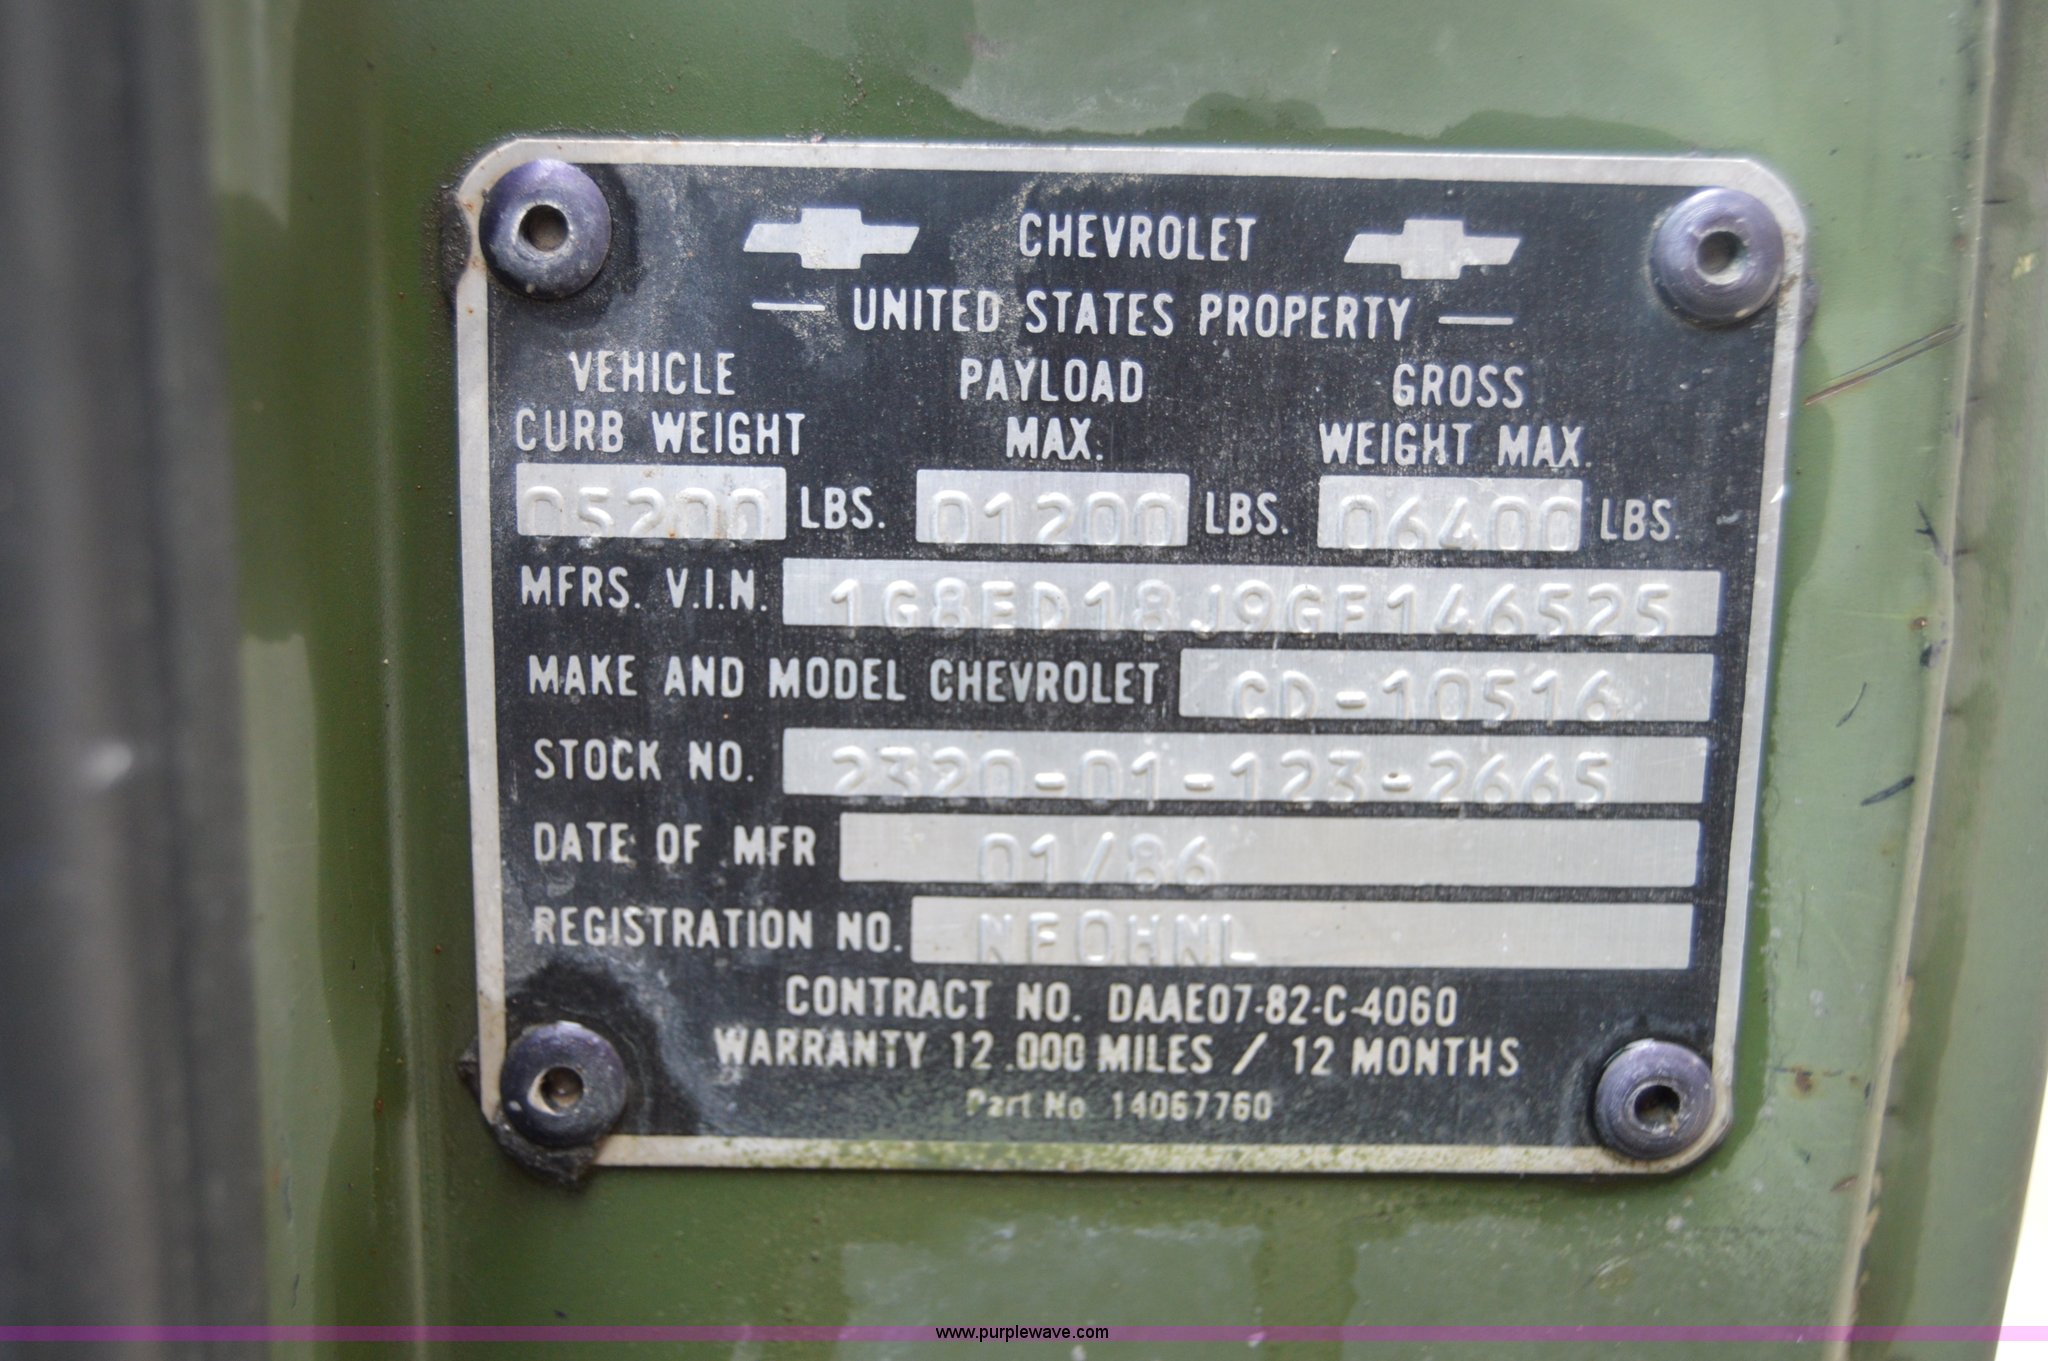 CHEVROLET
UNITED STATES PROPERTY
VEHICLE CURB WEIGHT PAYLOAD MAX. GROSS WEIGHT MAX.
05200 LBS. 01200 LBS. 06400 LBS.
MFRS. V.I.N. 1G8ED18J9GF146525
MAKE AND MODEL CHEVROLET CD-10516
STOCK NO. 2320-01-123-2665
DATE OF MFR 01/86
REGISTRATION NO. NF0HNL
CONTRACT NO. DAAE07-82-C-4060
WARRANTY 12.000 MILES / 12 MONTHS
Part No 14067760
www.purplewave.com